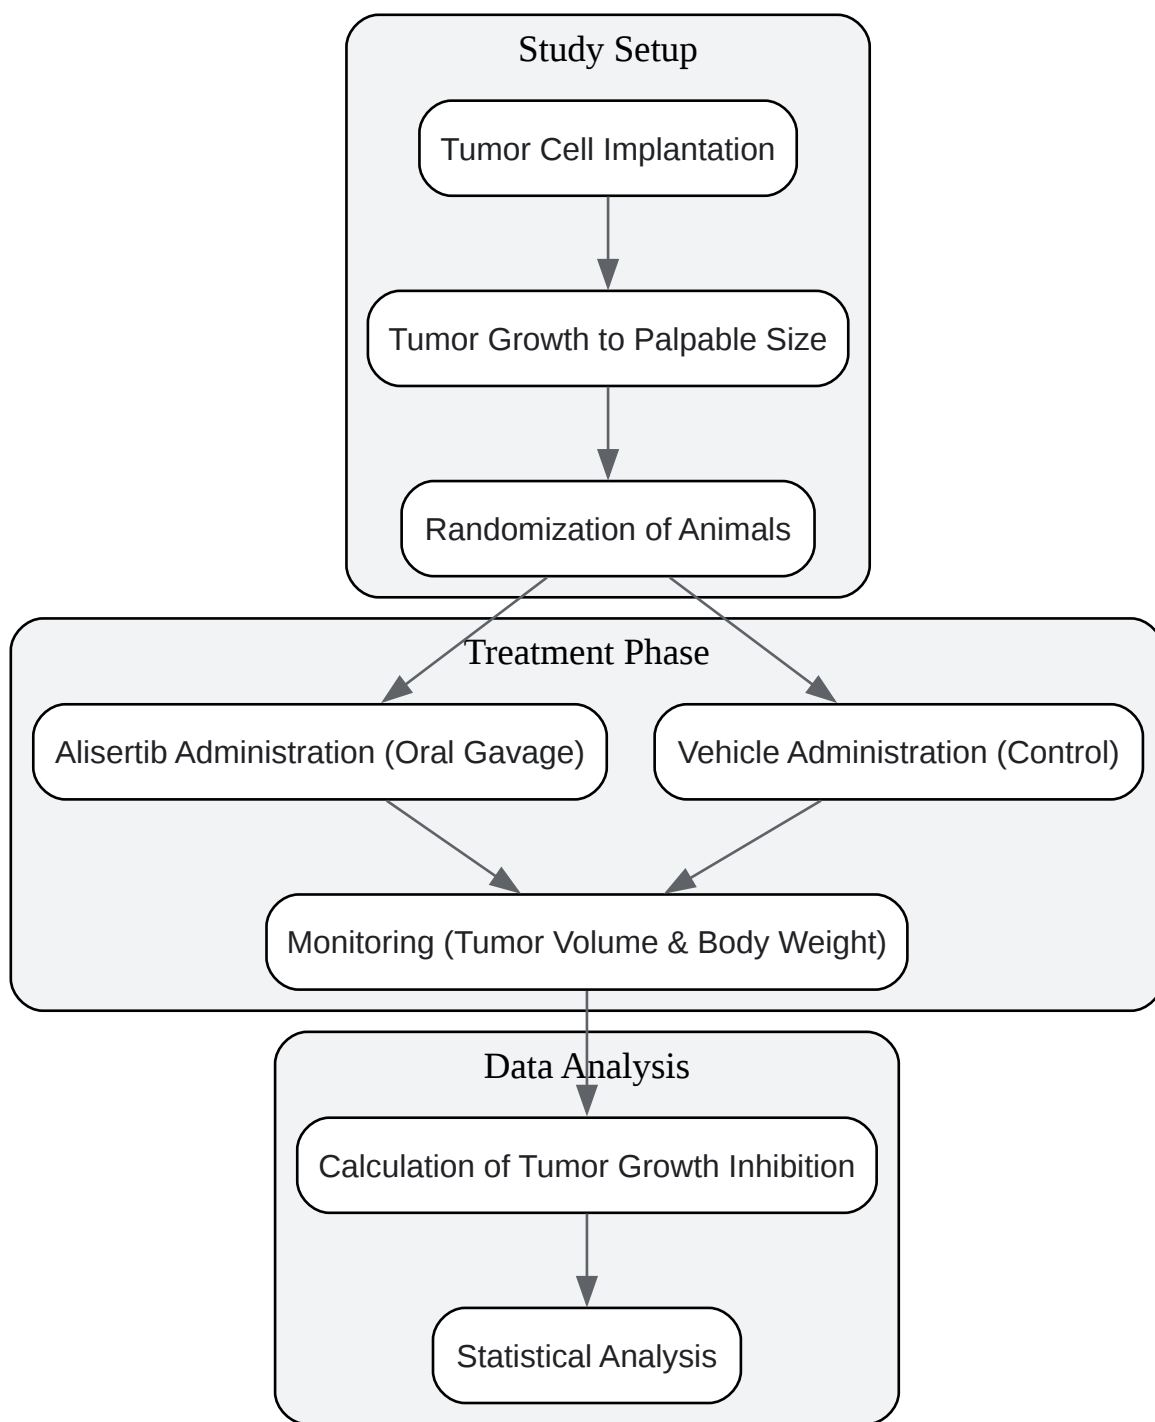 Study Setup
Tumor Cell Implantation
Tumor Growth to Palpable Size
Randomization of Animals
Treatment Phase
Alisertib Administration (Oral Gavage)
Vehicle Administration (Control)
Monitoring (Tumor Volume & Body Weight)
Data Analysis
Calculation of Tumor Growth Inhibition
Statistical Analysis